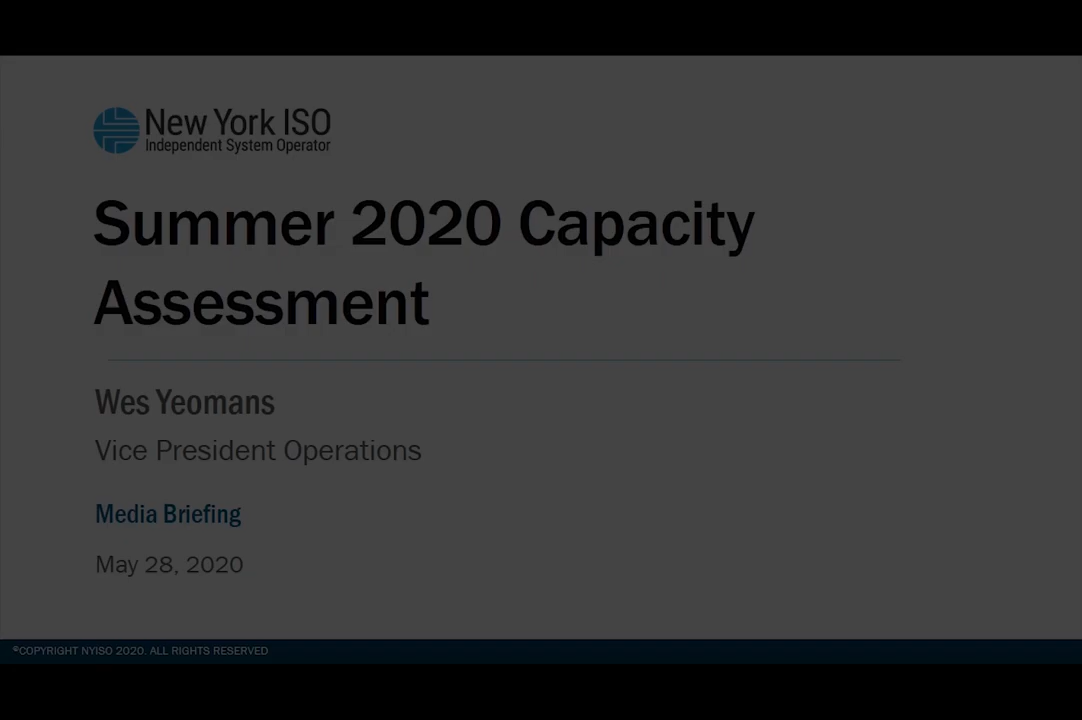 New York ISO
Independent System Operator
Summer 2020 Capacity
Assessment
Wes Yeomans
Vice President Operations
Media Briefing
May 28, 2020
©COPYRIGHT NYISO 2020. ALL RIGHTS RESERVED